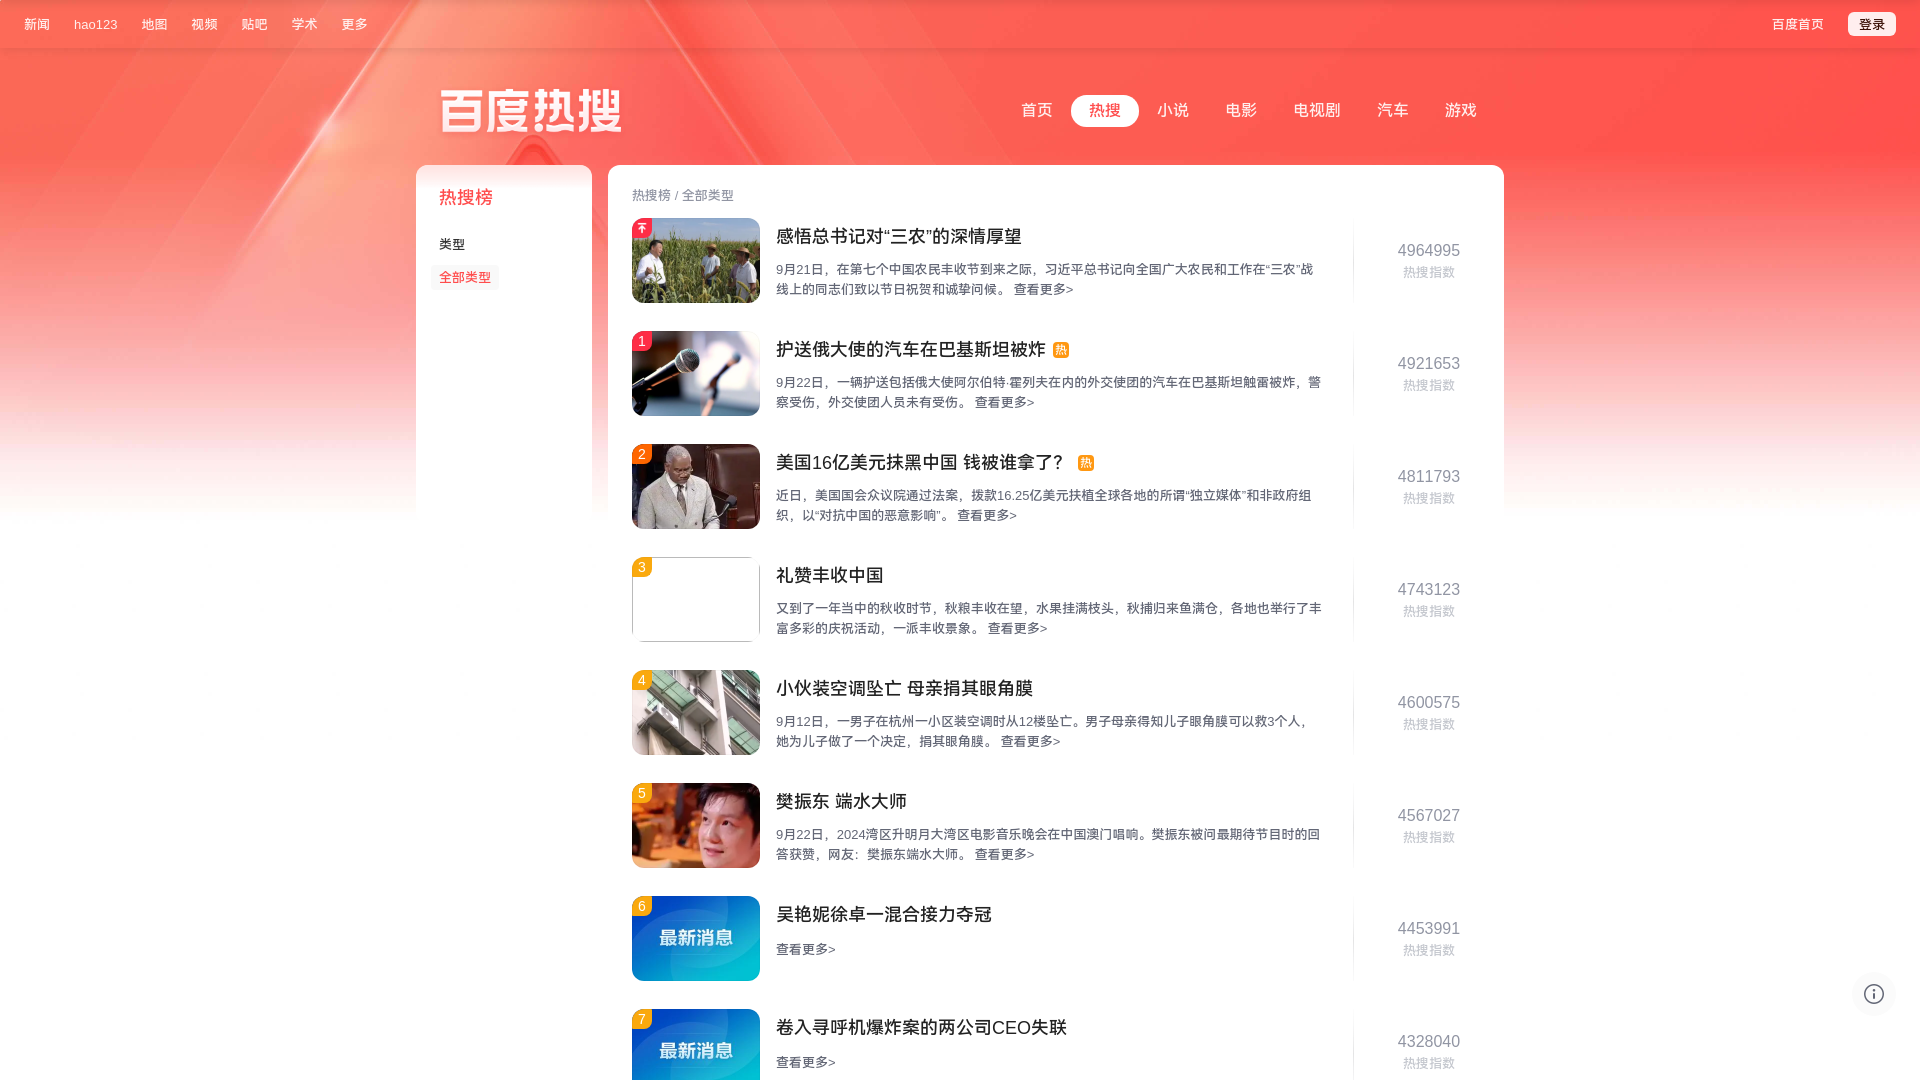 新闻 hao123 地图 视频 贴吧 学术 更多 百度首页 登录
百度热搜
首页 热搜 小说 电影 电视剧 汽车 游戏
热搜榜
类型
全部类型
热搜榜 / 全部类型
感悟总书记对“三农”的深情厚望
9月21日，在第七个中国农民丰收节到来之际，习近平总书记向全国广大农民和工作在“三农”战
线上的同志们致以节日祝贺和诚挚问候。 查看更多>
4964995
热搜指数
1
护送俄大使的汽车在巴基斯坦被炸 热
9月22日，一辆护送包括俄大使阿尔伯特·霍列夫在内的外交使团的汽车在巴基斯坦触雷被炸，警
察受伤，外交使团人员未有受伤。 查看更多>
4921653
热搜指数
2
美国16亿美元抹黑中国 钱被谁拿了？ 热
近日，美国国会众议院通过法案，拨款16.25亿美元扶植全球各地的所谓“独立媒体”和非政府组
织，以“对抗中国的恶意影响”。 查看更多>
4811793
热搜指数
3
礼赞丰收中国
又到了一年当中的秋收时节，秋粮丰收在望，水果挂满枝头，秋捕归来鱼满仓，各地也举行了丰
富多彩的庆祝活动，一派丰收景象。 查看更多>
4743123
热搜指数
4
小伙装空调坠亡 母亲捐其眼角膜
9月12日，一男子在杭州一小区装空调时从12楼坠亡。男子母亲得知儿子眼角膜可以救3个人，
她为儿子做了一个决定，捐其眼角膜。 查看更多>
4600575
热搜指数
5
樊振东 端水大师
9月22日，2024湾区升明月大湾区电影音乐晚会在中国澳门唱响。樊振东被问最期待节目时的回
答获赞，网友：樊振东端水大师。 查看更多>
4567027
热搜指数
6
最新消息
吴艳妮徐卓一混合接力夺冠
查看更多>
4453991
热搜指数
7
最新消息
卷入寻呼机爆炸案的两公司CEO失联
查看更多>
4328040
热搜指数